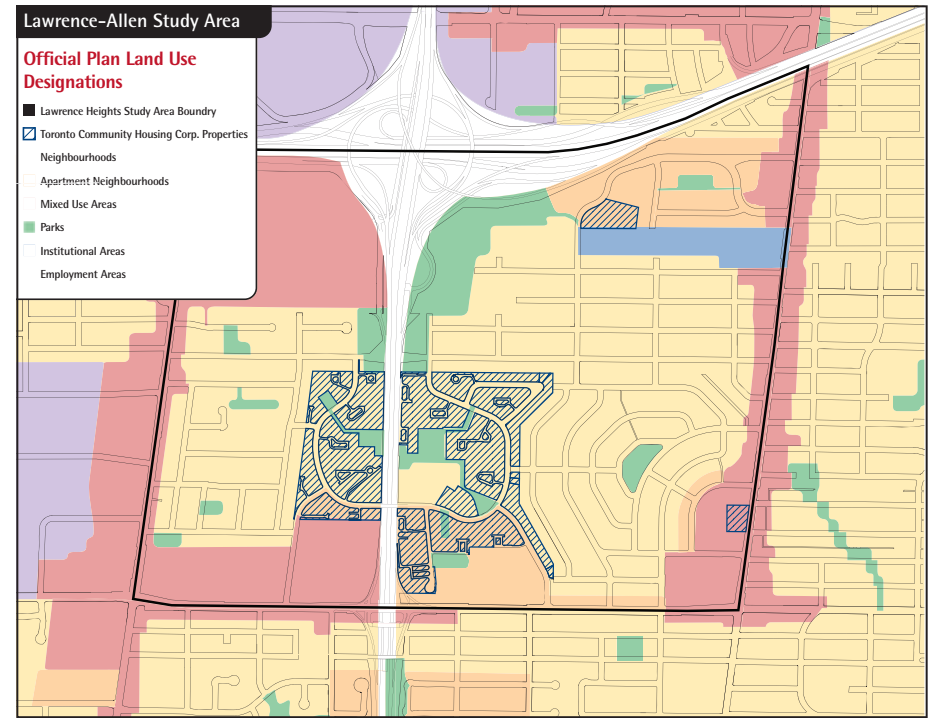 Lawrence-Allen Study Area
Official Plan Land Use
Designations
Lawrence Heights Study Area Boundry
Toronto Community Housing Corp. Properties
Neighbourhoods
Apartment Neighbourhoods
Mixed Use Areas
Parks
Institutional Areas
Employment Areas